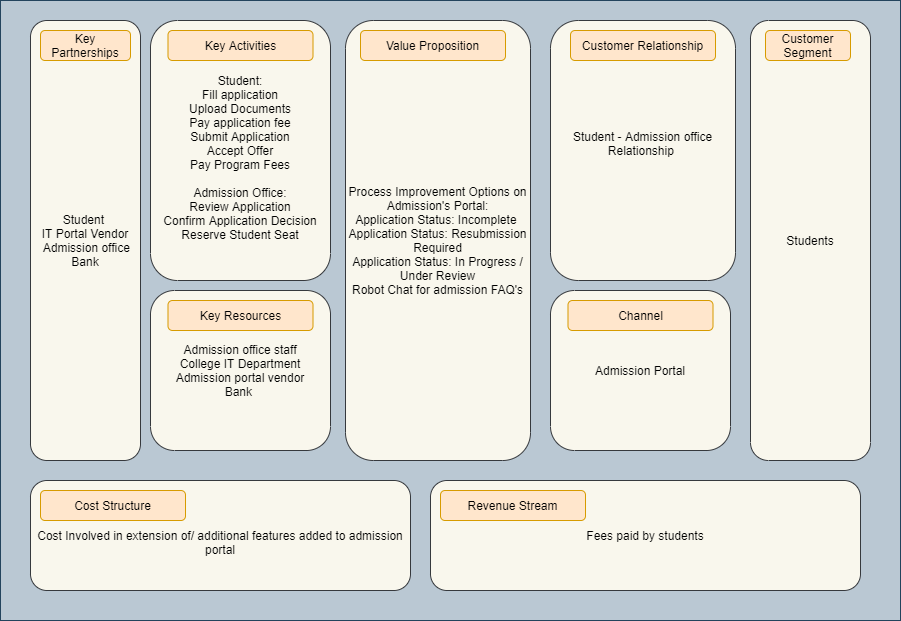 Key
Partnerships
Student
IT Portal Vendor
Admission office
Bank
Key Activities
Student:
Fill application
Upload Documents
Pay application fee
Submit Application
Accept Offer
Pay Program Fees
Admission Office:
Review Application
Confirm Application Decision
Reserve Student Seat
Key Resources
Admission office staff
College IT Department
Admission portal vendor
Bank
Value Proposition
Process Improvement Options on
Admission's Portal:
Application Status: Incomplete
Application Status: Resubmission
Required
Application Status: In Progress /
Under Review
Robot Chat for admission FAQ's
Customer Relationship
Student - Admission office
Relationship
Channel
Admission Portal
Customer
Segment
Students
Cost Structure
Cost Involved in extension of/ additional features added to admission
portal
Revenue Stream
Fees paid by students